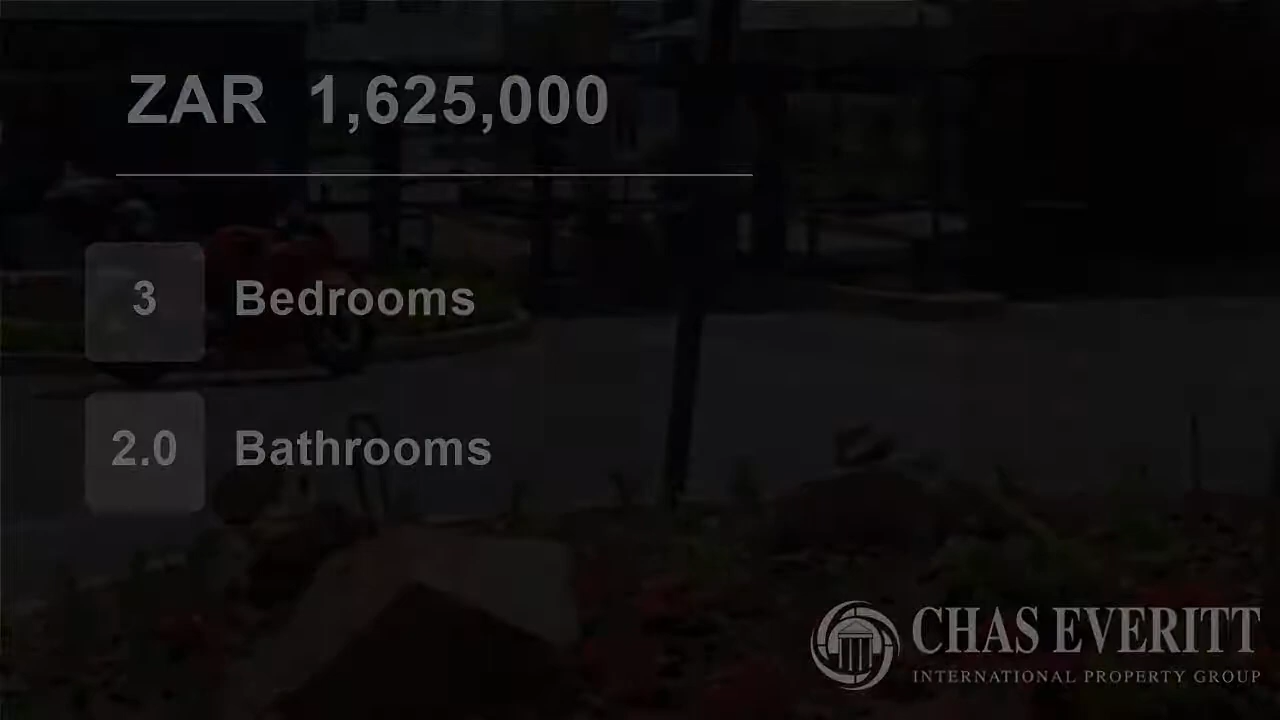 ZAR 1,625,000
3 Bedrooms
2.0 Bathrooms
CHAS EVERITT
INTERNATIONAL PROPERTY GROUP